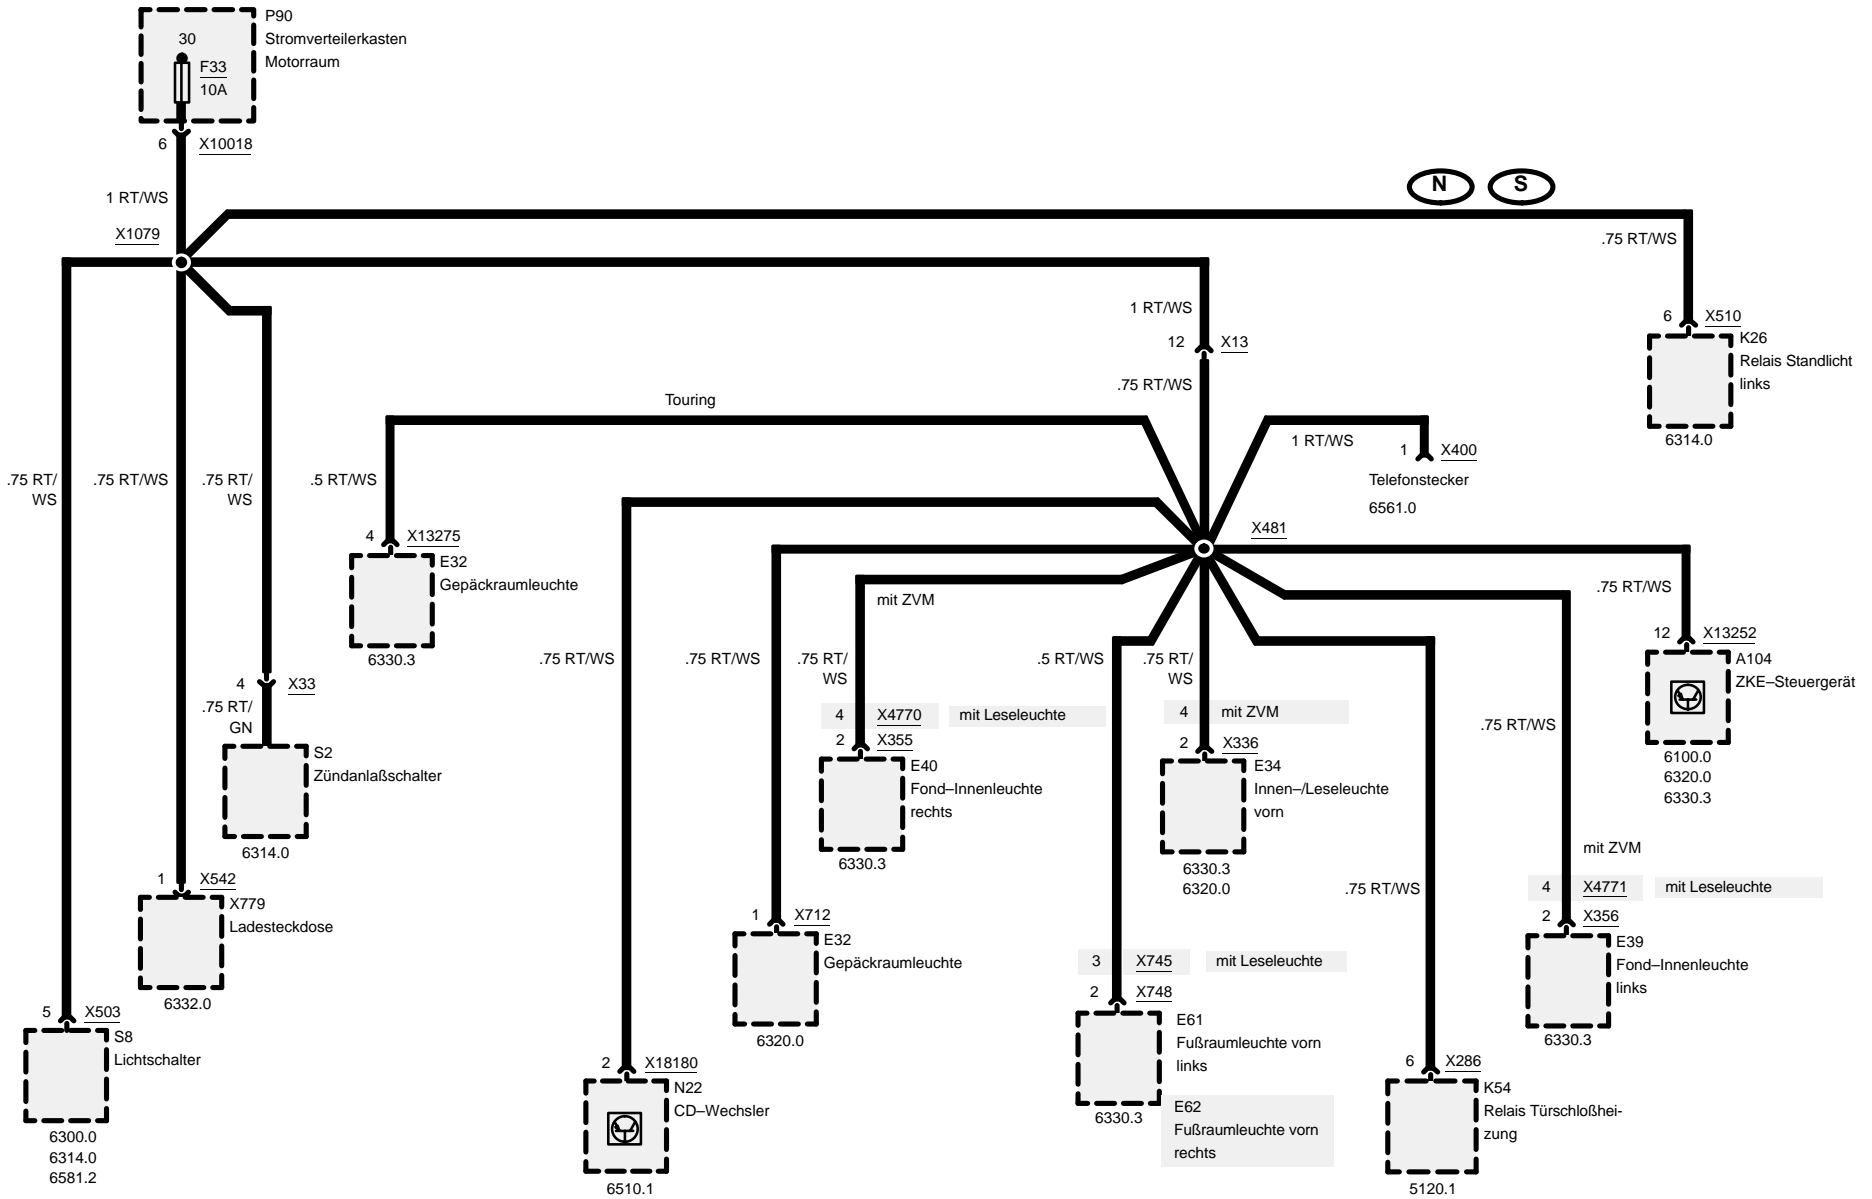 P90
Stromverteilerkasten
Motorraum
30
F33
10A
6 X10018
1 RT/WS
X1079
N S
.75 RT/WS
6 X510
K26
Relais Standlicht
links
6314.0
1 RT/WS
12 X13
.75 RT/WS
Touring
1 RT/WS
1 X400
Telefonstecker
6561.0
.75 RT/
WS
.75 RT/WS
.75 RT/
WS
.5 RT/WS
4 X13275
E32
Gepäckraumleuchte
6330.3
X481
.75 RT/WS
12 X13252
A104
ZKE–Steuergerät
6100.0
6320.0
6330.3
mit ZVM
.75 RT/WS
.75 RT/WS
.75 RT/
WS
.5 RT/WS
.75 RT/
WS
4 X33
.75 RT/
GN
S2
Zündanlaßschalter
6314.0
4 X4770 mit Leseleuchte
2 X355
E40
Fond–Innenleuchte
rechts
6330.3
4 mit ZVM
2 X336
E34
Innen–/Leseleuchte
vorn
6330.3
6320.0
.75 RT/WS
mit ZVM
.75 RT/WS
4 X4771 mit Leseleuchte
2 X356
E39
Fond–Innenleuchte
links
6330.3
1 X542
X779
Ladesteckdose
6332.0
1 X712
E32
Gepäckraumleuchte
6320.0
3 X745 mit Leseleuchte
2 X748
E61
Fußraumleuchte vorn
links
6330.3
E62
Fußraumleuchte vorn
rechts
5 X503
S8
Lichtschalter
6300.0
6314.0
6581.2
2 X18180
N22
CD–Wechsler
6510.1
6 X286
K54
Relais Türschloßhei-
zung
5120.1